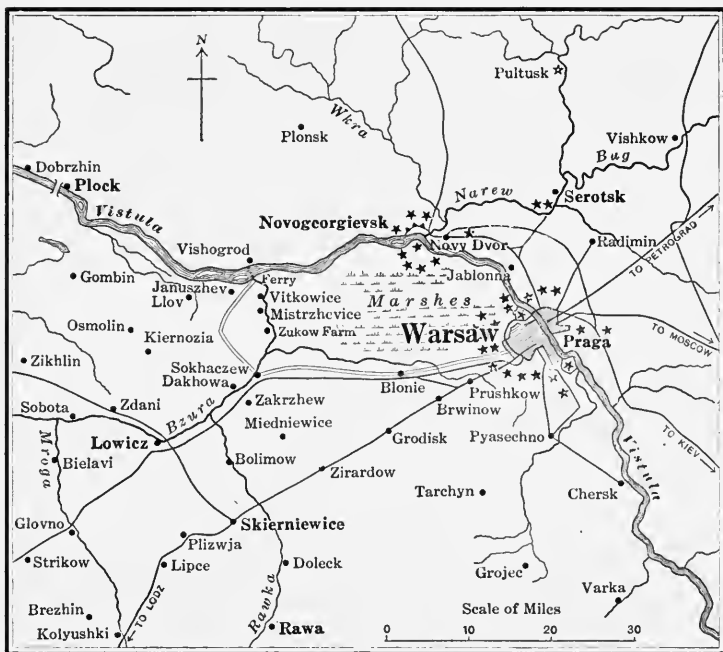 N
Pultusk
Wkra
Plonsk
Vishkow
Bug
Dobrzhin
Plock
Narew
Serotsk
Vistula
Novogeorgievsk
Novy Dvor
Radimin
TO PETROGRAD
Vishogrod
Jablonna
Gombin
Januszhev
Ferry
Llov
Vitkowice
Marshes
Mistrzhevice
Osmolin
Zukow Farm
Warsaw
Praga
TO MOSCOW
Kiernozia
Zikhlin
Sokhaczew
Dakhowa
Blonie
Prushkow
Zdani
Bzura
Zakrzhew
Brwinow
TO KIEV
Sobota
Miedniewice
Lowicz
Grodisk
Pyasechno
Vistula
Mroga
Bielavi
Bolimow
Zirardow
Tarchyn
Chersk
Glovno
Skierniewice
Plizwja
Strikow
Lipce
Doleck
Grojec
Varka
Brezhin
TO LODZ
Rawka
Scale of Miles
Kolyushki
Rawa
0 10 20 30